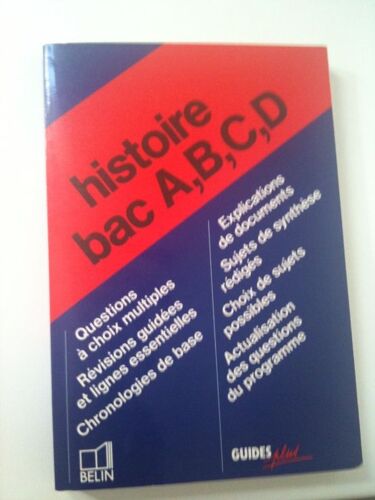 histoire
bac A,B,C,D
Questions
à choix multiples
Révisions guidées
et lignes essentielles
Chronologies de base
Explications
de documents
Sujets de synthèse
rédigés
Choix de sujets
possibles
Actualisation
des questions
du programme
BELIN
GUIDES plus